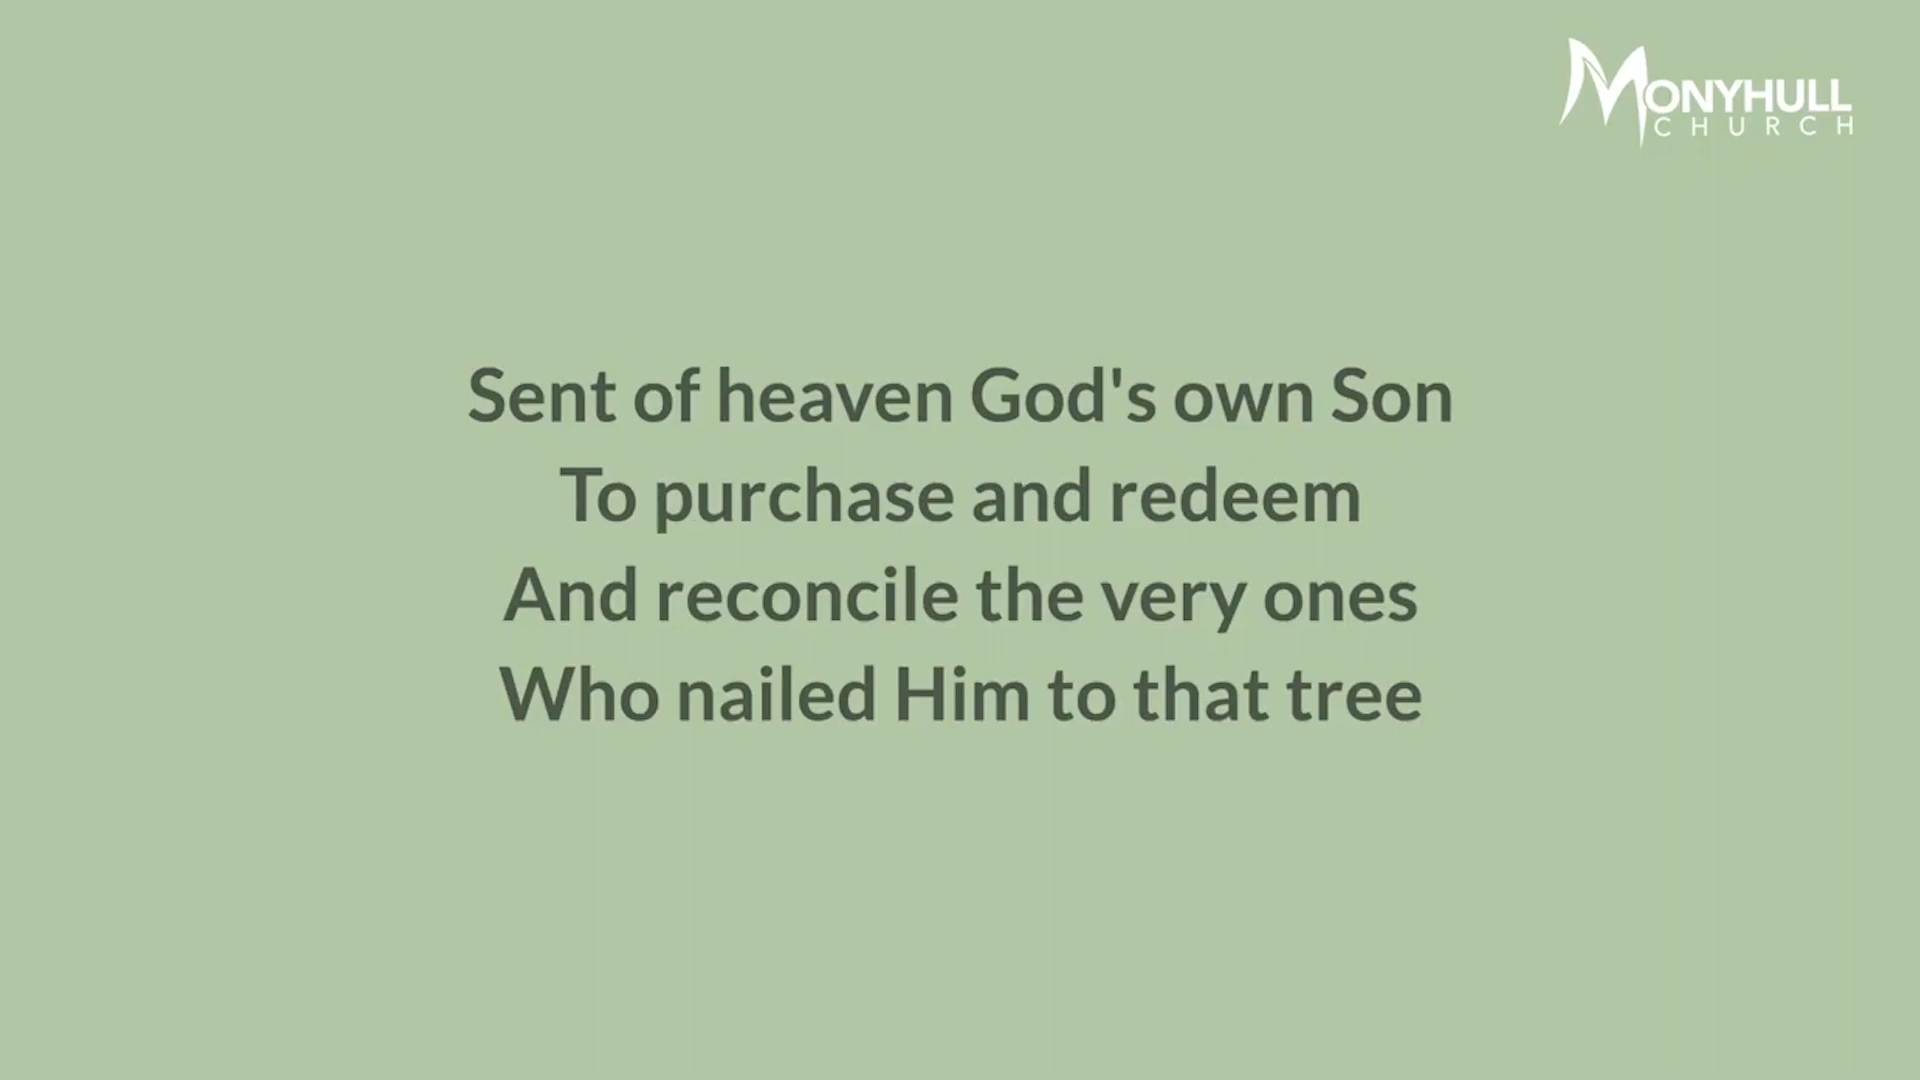 MONYHULL
CHURCH
Sent of heaven God's own Son
To purchase and redeem
And reconcile the very ones
Who nailed Him to that tree